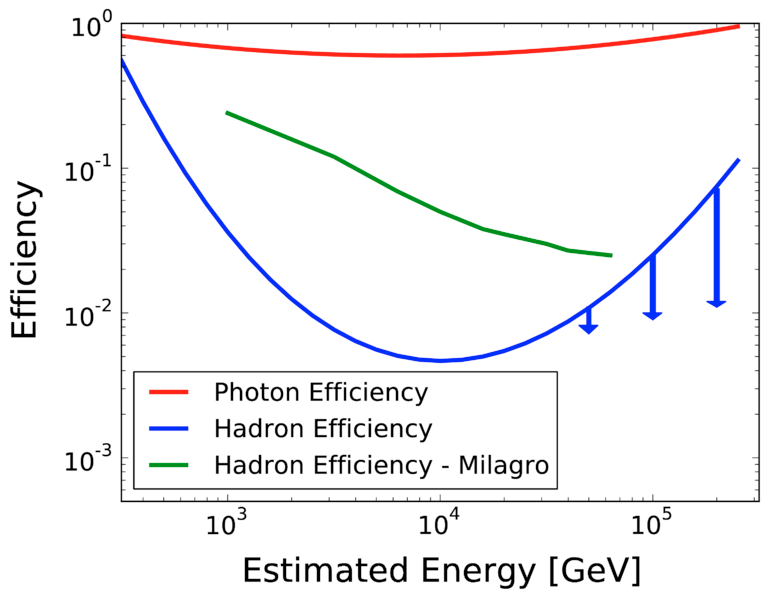 10⁰
10⁻¹
10⁻²
10⁻³
Efficiency
Photon Efficiency
Hadron Efficiency
Hadron Efficiency - Milagro
10³ 10⁴ 10⁵
Estimated Energy [GeV]